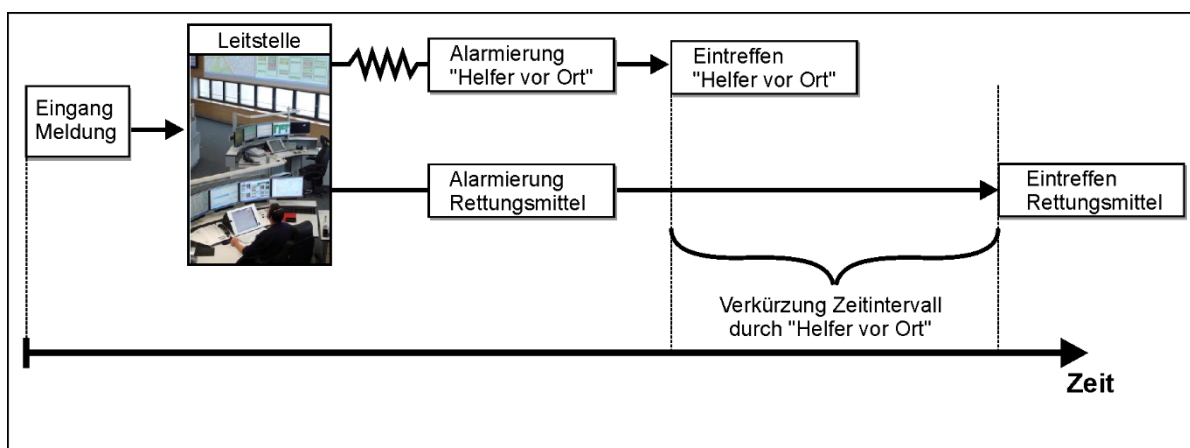 Eingang
Meldung
Leitstelle
Alarmierung
"Helfer vor Ort"
Eintreffen
"Helfer vor Ort"
Alarmierung
Rettungsmittel
Eintreffen
Rettungsmittel
Verkürzung Zeitintervall
durch "Helfer vor Ort"
Zeit